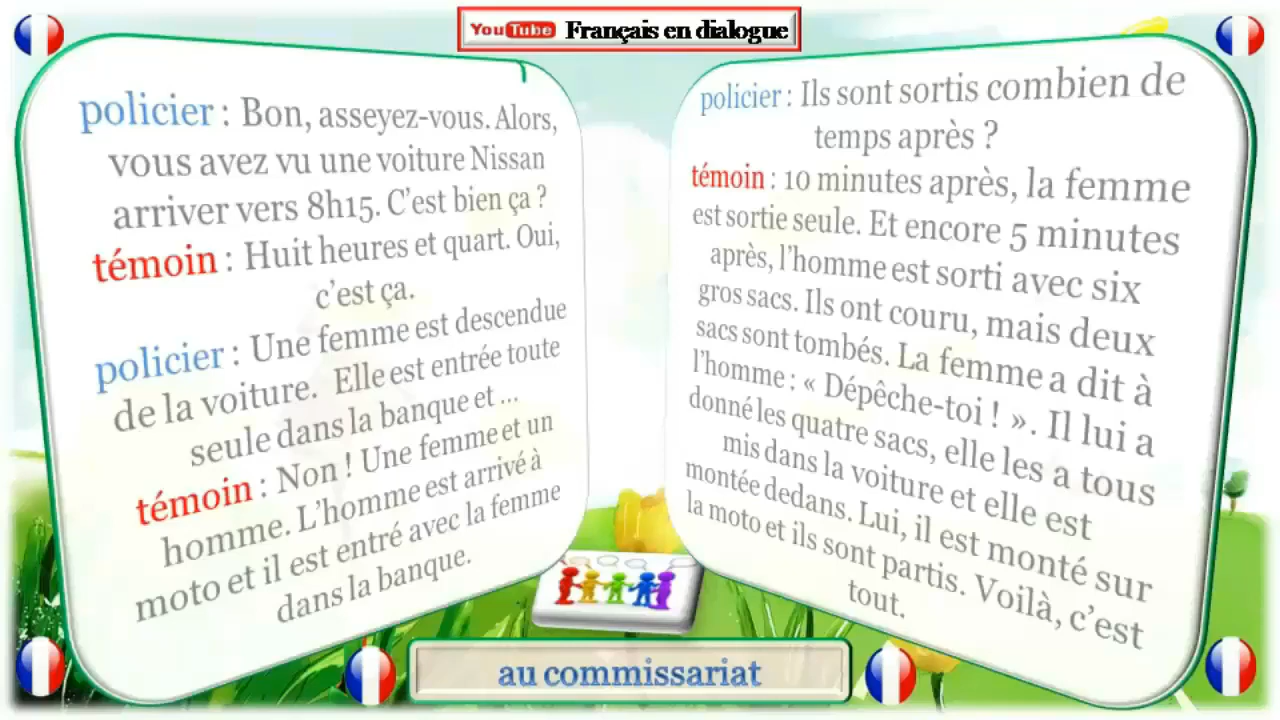 YouTube Français en dialogue
policier : Bon, asseyez-vous. Alors,
vous avez vu une voiture Nissan
arriver vers 8h15. C'est bien ça ?
témoin : Huit heures et quart. Oui,
c'est ça.
policier : Une femme est descendue
de la voiture. Elle est entrée toute
seule dans la banque et ...
témoin : Non ! Une femme et un
homme. L'homme est arrivé à
moto et il est entré avec la femme
dans la banque.
policier : Ils sont sortis combien de
temps après ?
témoin : 10 minutes après, la femme
est sortie seule. Et encore 5 minutes
après, l'homme est sorti avec six
gros sacs. Ils ont couru, mais deux
sacs sont tombés. La femme a dit à
l'homme : « Dépêche-toi ! ». Il lui a
donné les quatre sacs, elle les a tous
mis dans la voiture et elle est
montée dedans. Lui, il est monté sur
la moto et ils sont partis. Voilà, c'est
tout.
au commissariat